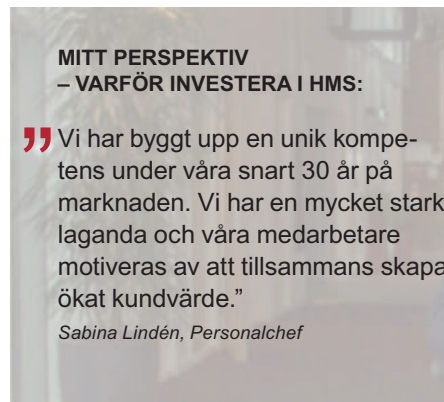 MITT PERSPEKTIV
– VARFÖR INVESTERA I HMS:
” Vi har byggt upp en unik kompe-
tens under våra snart 30 år på
marknaden. Vi har en mycket stark
laganda och våra medarbetare
motiveras av att tillsammans skapa
ökat kundvärde.”
Sabina Lindén, Personalchef